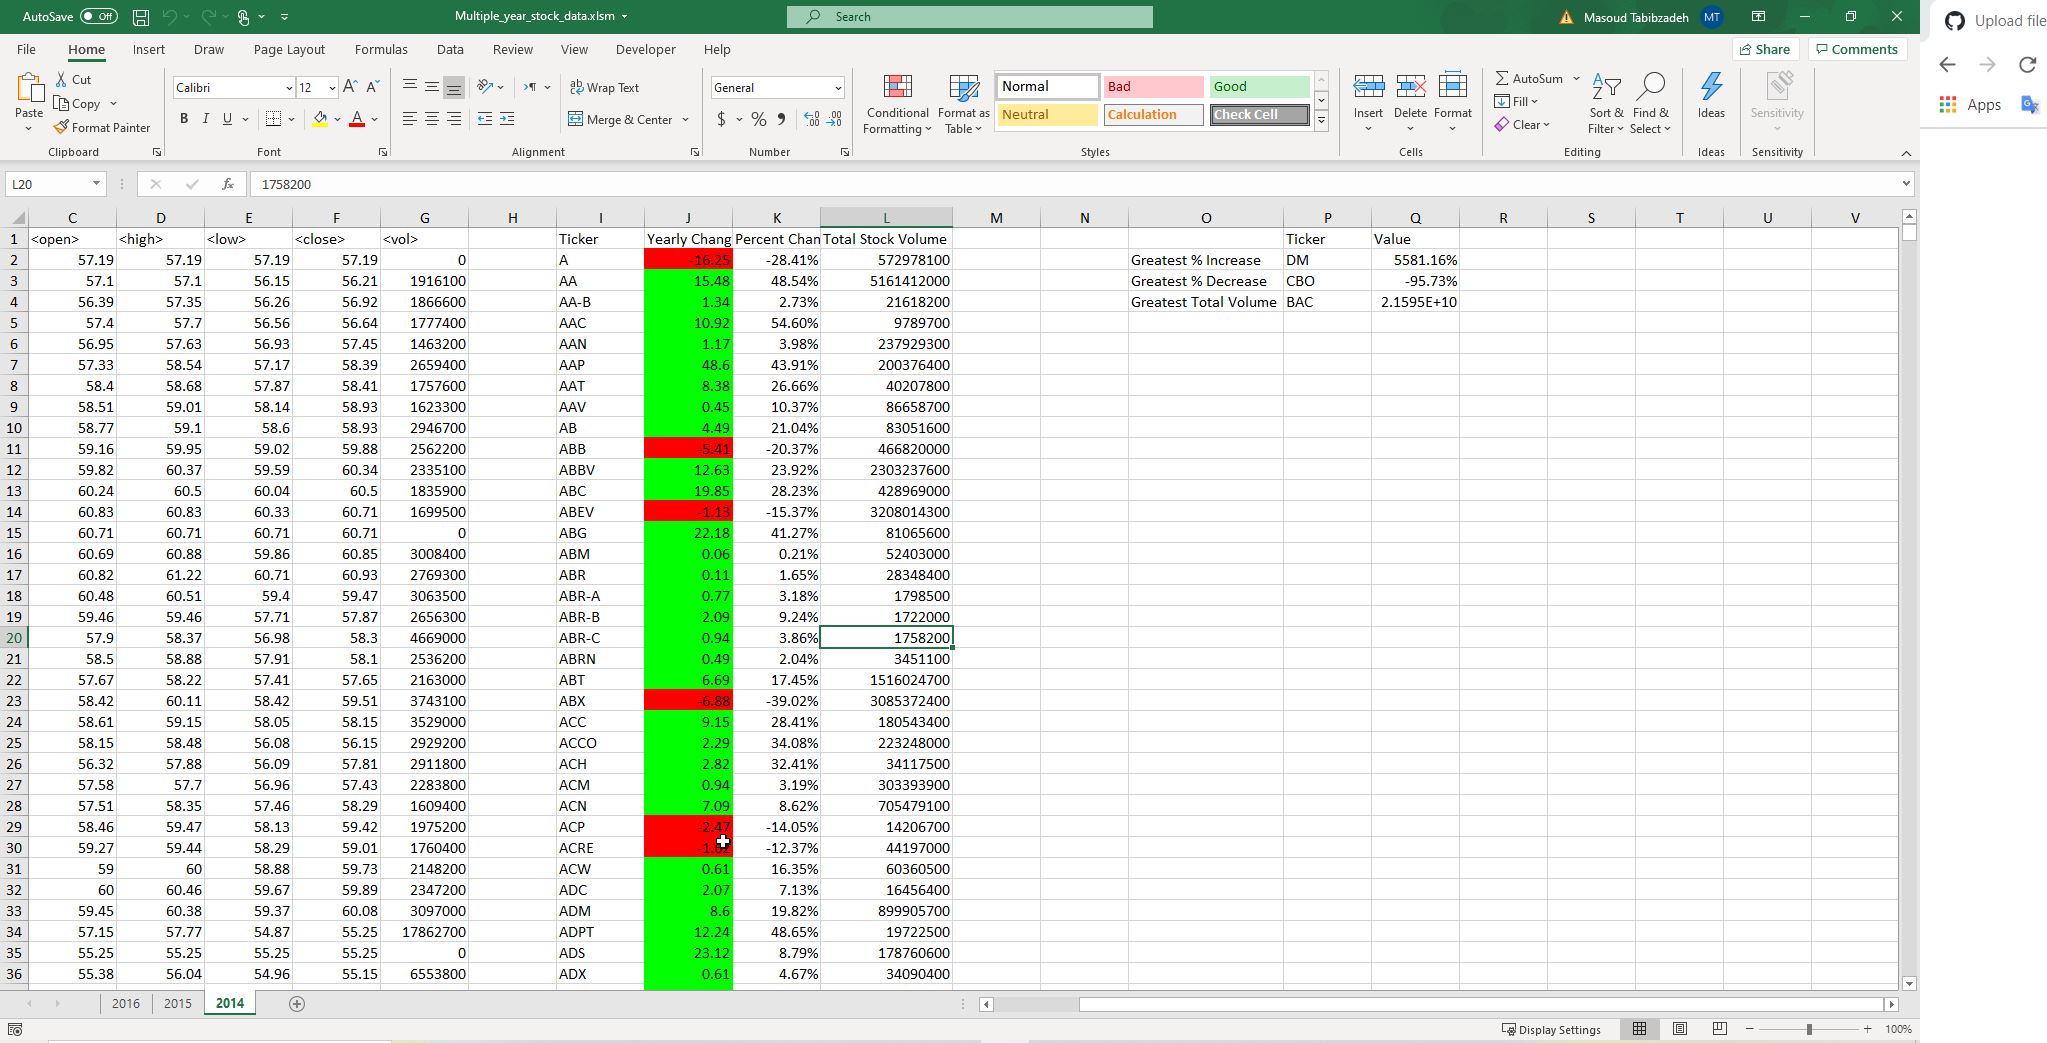 AutoSave Off Multiple_year_stock_data.xlsm Search Masoud Tabibzadeh MT Upload file
File Home Insert Draw Page Layout Formulas Data Review View Developer Help Share Comments
Paste Cut Copy Format Painter
Calibri 12 A A B I U A
Wrap Text Merge & Center
General $ % 9
Conditional Formatting Format as Table
Normal Bad Good
Neutral Calculation Check Cell
Insert Delete Format
AutoSum Fill Clear Sort & Filter Find & Select
Ideas Sensitivity
Apps
Clipboard Font Alignment Number Styles Cells Editing Ideas Sensitivity
L20 fx 1758200
C D E F G H I J K L M N O P Q R S T U V
1 <open> <high> <low> <close> <vol> Ticker Yearly Chang Percent Chan Total Stock Volume Ticker Value
2 57.19 57.19 57.19 57.19 0 A -16.25 -28.41% 572978100 Greatest % Increase DM 5581.16%
3 57.1 57.1 56.15 56.21 1916100 AA 15.48 48.54% 5161412000 Greatest % Decrease CBO -95.73%
4 56.39 57.35 56.26 56.92 1866600 AA-B 1.34 2.73% 21618200 Greatest Total Volume BAC 2.1595E+10
5 57.4 57.7 56.56 56.64 1777400 AAC 10.92 54.60% 9789700
6 56.95 57.63 56.93 57.45 1463200 AAN 1.17 3.98% 237929300
7 57.33 58.54 57.17 58.39 2659400 AAP 48.6 43.91% 200376400
8 58.4 58.68 57.87 58.41 1757600 AAT 8.38 26.66% 40207800
9 58.51 59.01 58.14 58.93 1623300 AAV 0.45 10.37% 86658700
10 58.77 59.1 58.6 58.93 2946700 AB 4.49 21.04% 83051600
11 59.16 59.95 59.02 59.88 2562200 ABB -5.41 -20.37% 466820000
12 59.82 60.37 59.59 60.34 2335100 ABBV 12.63 23.92% 2303237600
13 60.24 60.5 60.04 60.5 1835900 ABC 19.85 28.23% 428969000
14 60.83 60.83 60.33 60.71 1699500 ABEV -1.13 -15.37% 3208014300
15 60.71 60.71 60.71 60.71 0 ABG 22.18 41.27% 81065600
16 60.69 60.88 59.86 60.85 3008400 ABM 0.06 0.21% 52403000
17 60.82 61.22 60.71 60.93 2769300 ABR 0.11 1.65% 28348400
18 60.48 60.51 59.4 59.47 3063500 ABR-A 0.77 3.18% 1798500
19 59.46 59.46 57.71 57.87 2656300 ABR-B 2.09 9.24% 1722000
20 57.9 58.37 56.98 58.3 4669000 ABR-C 0.94 3.86% 1758200
21 58.5 58.88 57.91 58.1 2536200 ABRN 0.49 2.04% 3451100
22 57.67 58.22 57.41 57.65 2163000 ABT 6.69 17.45% 1516024700
23 58.42 60.11 58.42 59.51 3743100 ABX -6.88 -39.02% 3085372400
24 58.61 59.15 58.05 58.15 3529000 ACC 9.15 28.41% 180543400
25 58.15 58.48 56.08 56.15 2929200 ACCO 2.29 34.08% 223248000
26 56.32 57.88 56.09 57.81 2911800 ACH 2.82 32.41% 34117500
27 57.58 57.7 56.96 57.43 2283800 ACM 0.94 3.19% 303393900
28 57.51 58.35 57.46 58.29 1609400 ACN 7.09 8.62% 705479100
29 58.46 59.47 58.13 59.42 1975200 ACP -2.47 -14.05% 14206700
30 59.27 59.44 58.29 59.01 1760400 ACRE -12.37% 44197000
31 59 60 58.88 59.73 2148200 ACW 0.61 16.35% 60360500
32 60 60.46 59.67 59.89 2347200 ADC 2.07 7.13% 16456400
33 59.45 60.38 59.37 60.08 3097000 ADM 8.6 19.82% 899905700
34 57.15 57.77 54.87 55.25 17862700 ADPT 12.24 48.65% 19722500
35 55.25 55.25 55.25 55.25 0 ADS 23.12 8.79% 178760600
36 55.38 56.04 54.96 55.15 6553800 ADX 0.61 4.67% 34090400
2016 2015 2014
Display Settings 100%